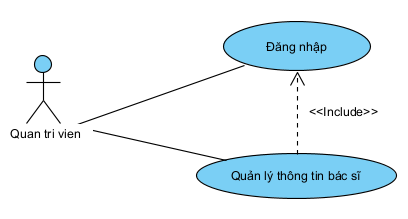 Đăng nhập
<<Include>>
Quan tri vien
Quản lý thông tin bác sĩ